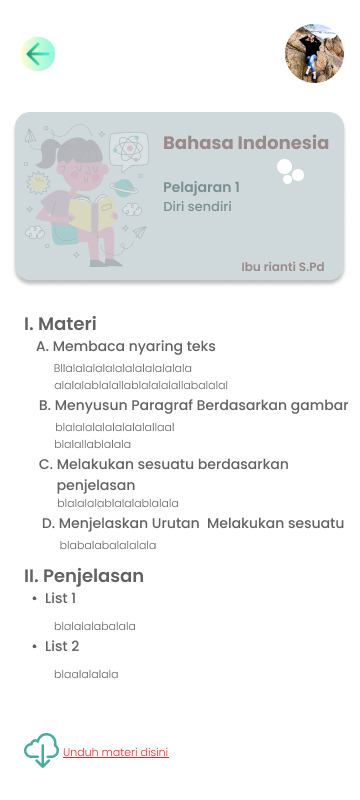 Bahasa Indonesia
Pelajaran 1
Diri sendiri
Ibu rianti S.Pd
I. Materi
A. Membaca nyaring teks
Bllalalalalalalalalalalalalala
alalalablalallablalalalallabalalal
B. Menyusun Paragraf Berdasarkan gambar
blalalalalalalalalallaal
blalallablalala
C. Melakukan sesuatu berdasarkan
penjelasan
blalalalablalalablalala
D. Menjelaskan Urutan  Melakukan sesuatu
blabalabalalalala
II. Penjelasan
• List 1
blalalalabalala
• List 2
blaalalalala
Unduh materi disini